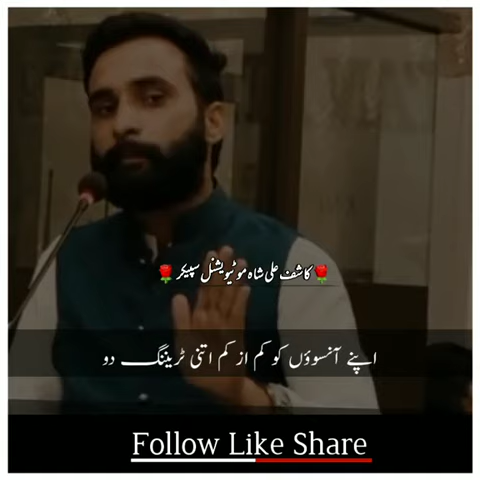 🌹کاشف علی شاہ موٹیویشنل سپیکر🌹
اپنے آنسوؤں کو کم از کم اتنی ٹریننگ دو
Follow Like Share